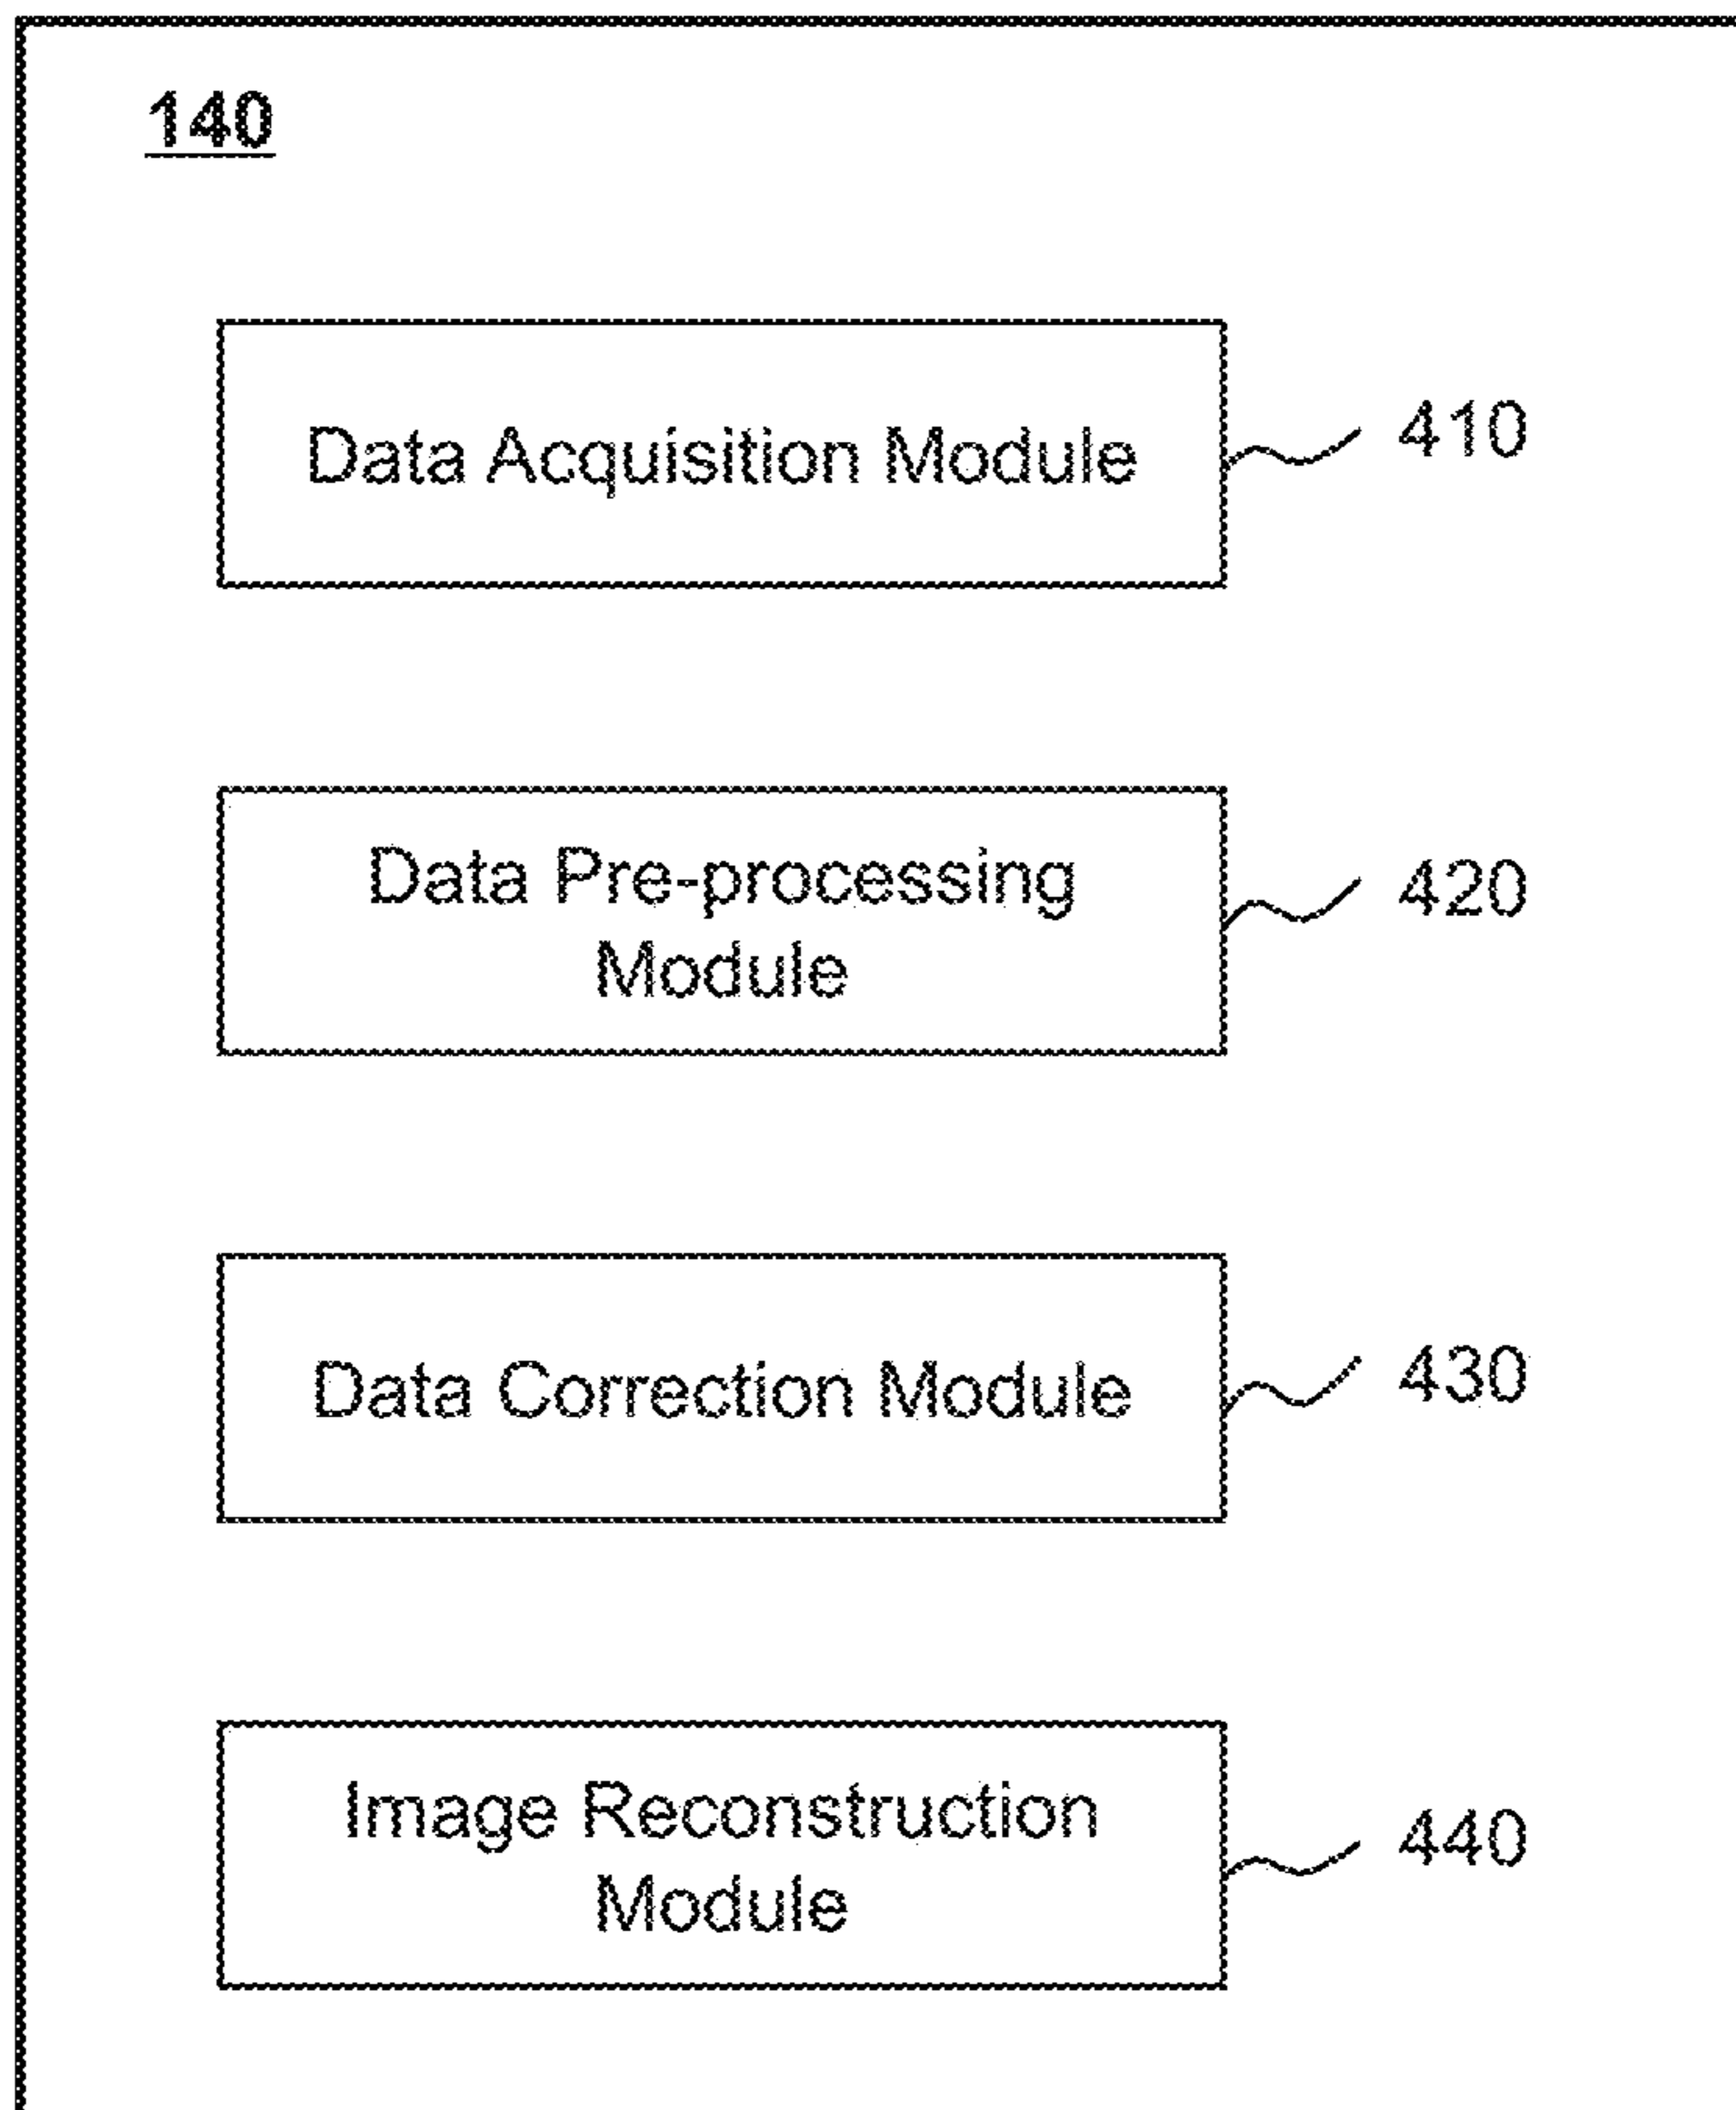 140
Data Acquisition Module
410
Data Pre-processing
Module
420
Data Correction Module
430
Image Reconstruction
Module
440